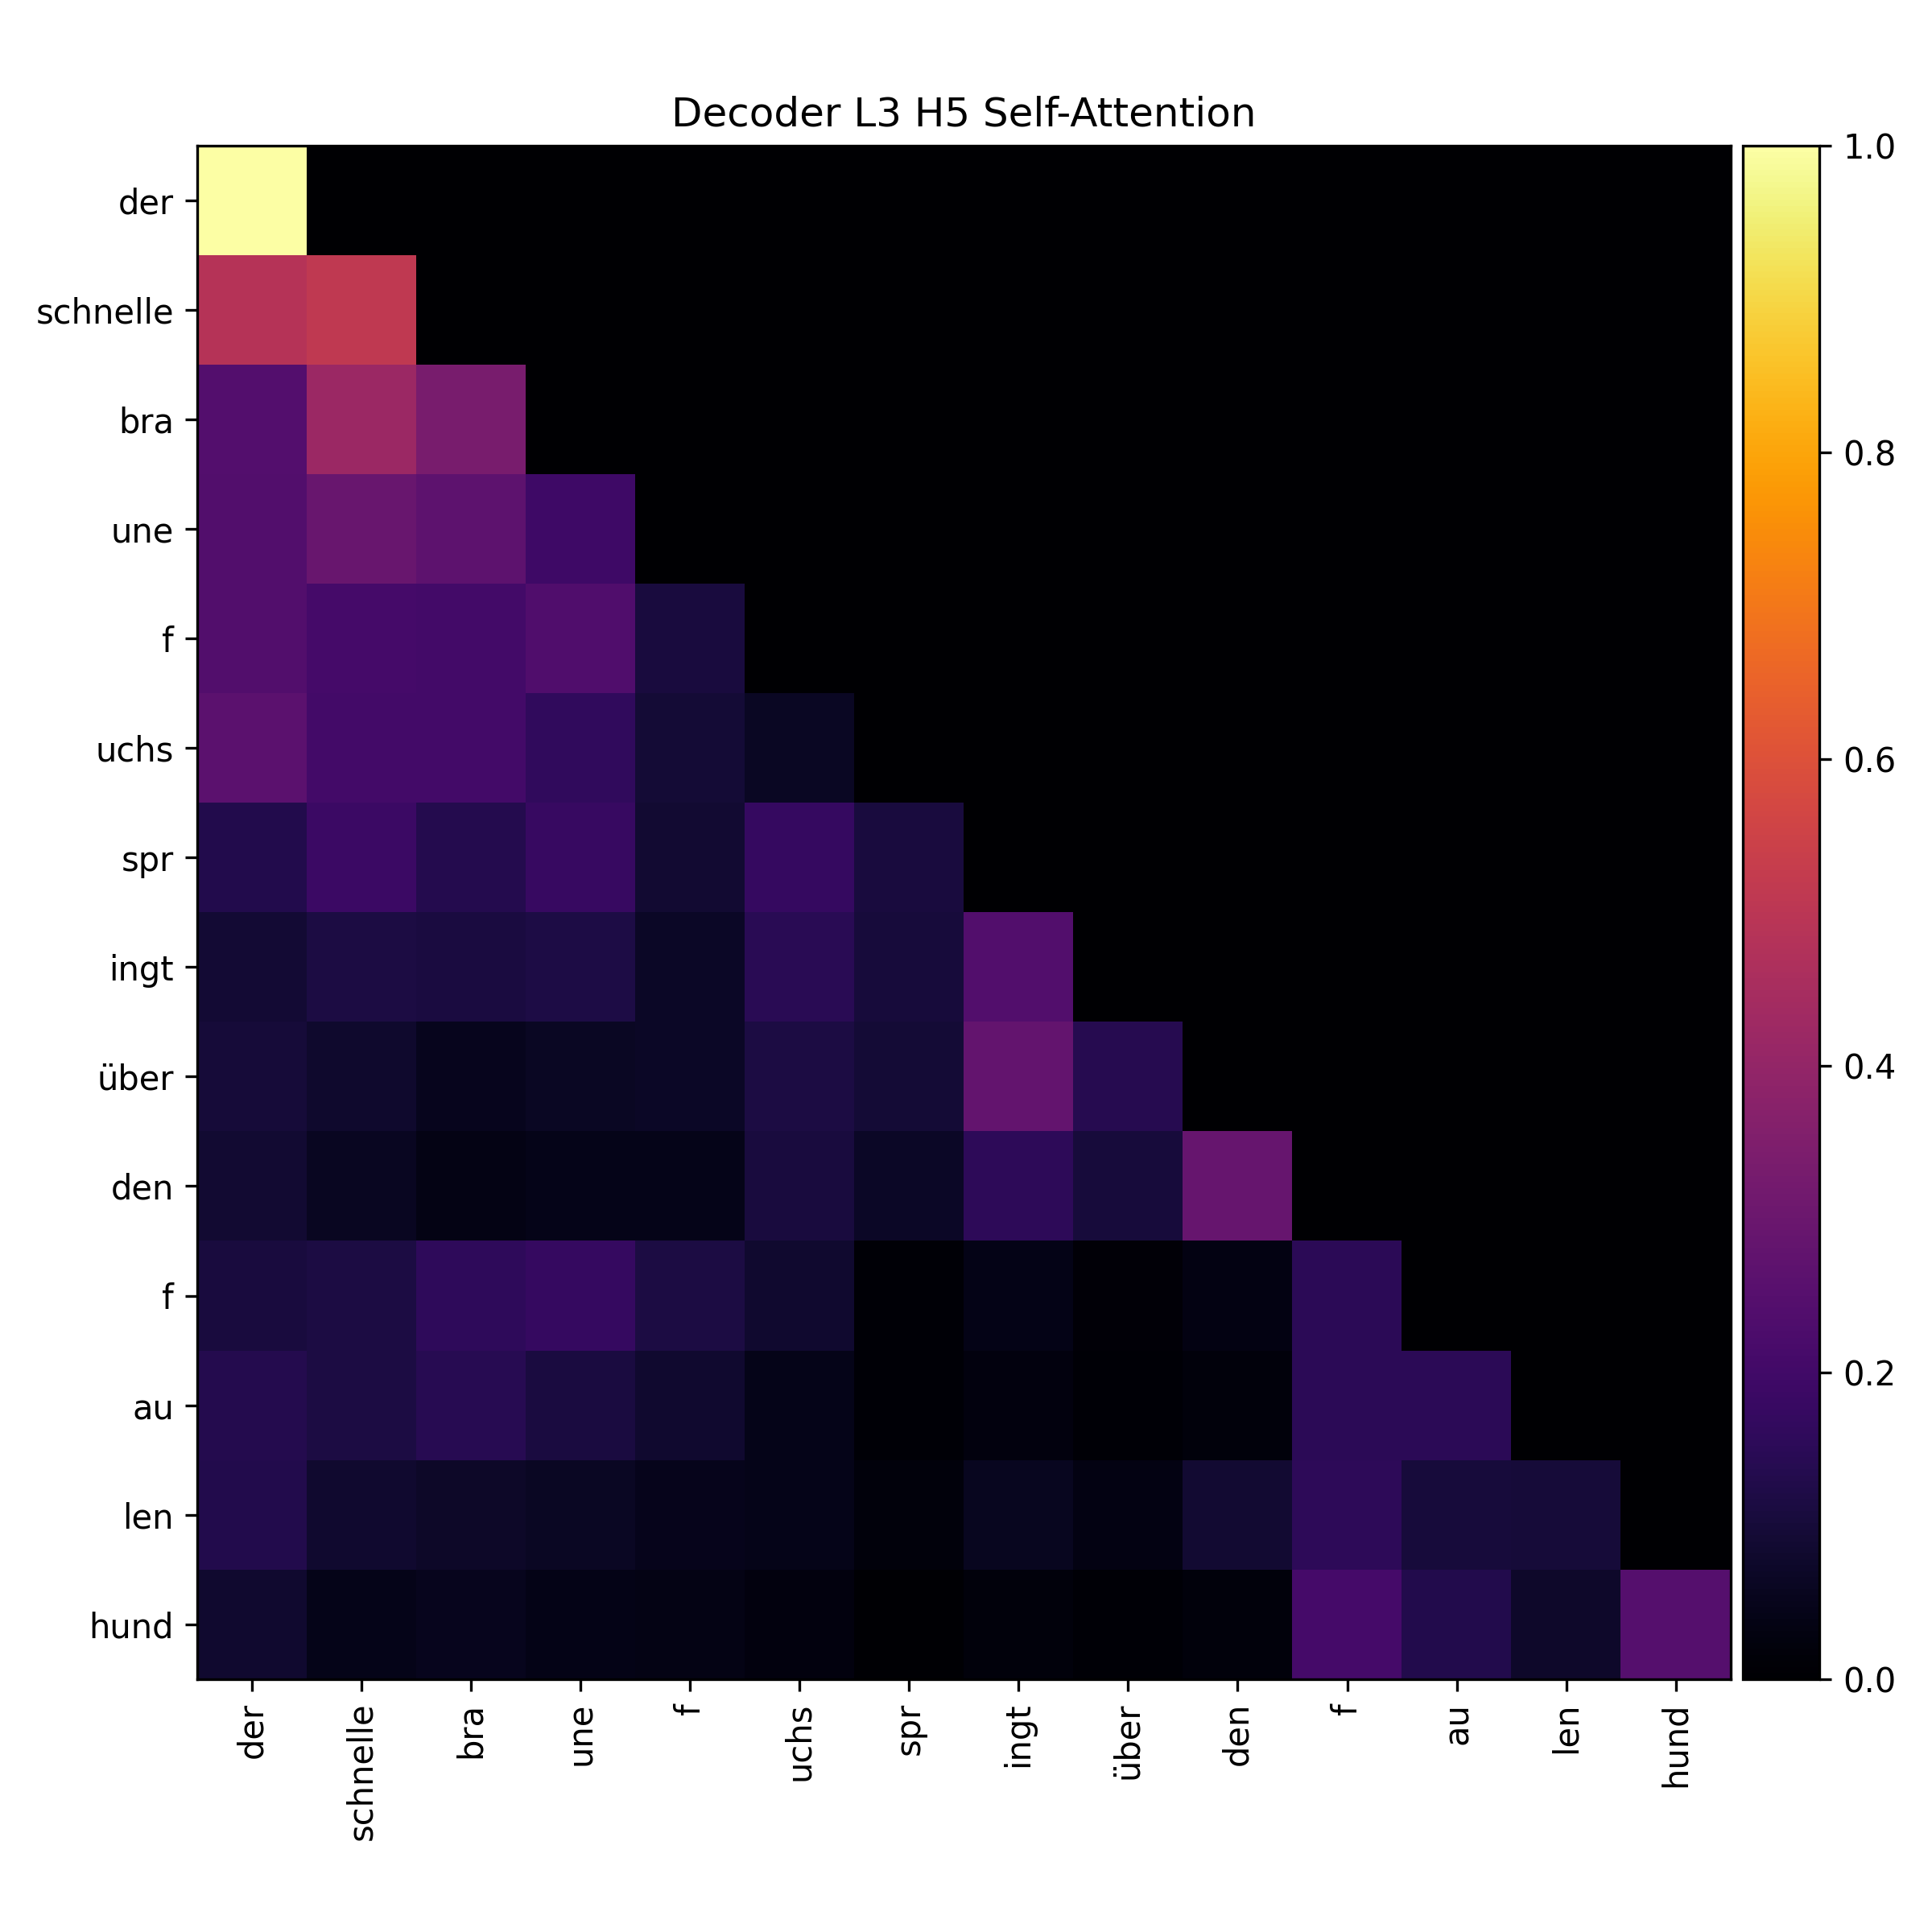 Decoder L3 H5 Self-Attention
der
schnelle
bra
une
f
uchs
spr
ingt
über
den
f
au
len
hund
der
schnelle
bra
une
f
uchs
spr
ingt
über
den
f
au
len
hund
1.0
0.8
0.6
0.4
0.2
0.0